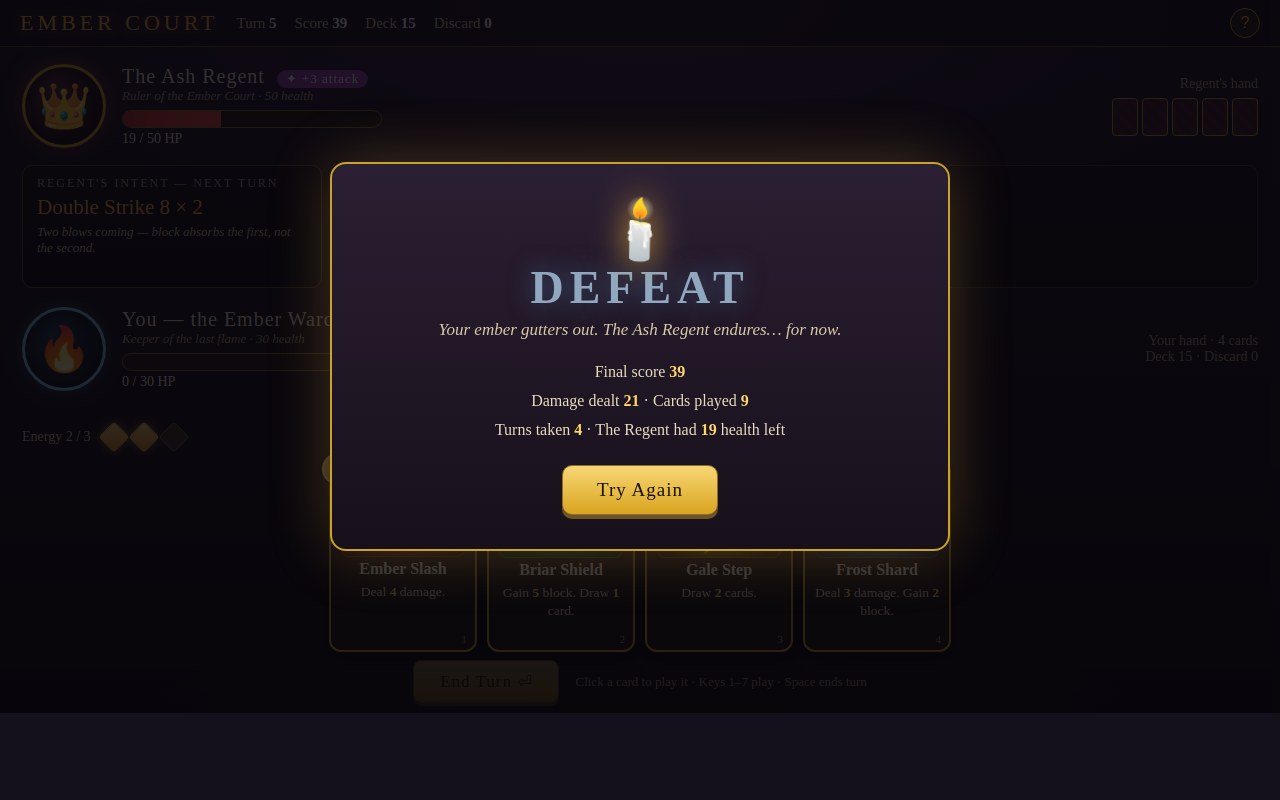 EMBER COURT Turn 5 Score 39 Deck 15 Discard 0 ?
The Ash Regent ✦ +3 attack
Ruler of the Ember Court · 50 health
19 / 50 HP
Regent's hand
REGENT'S INTENT — NEXT TURN
Double Strike 8 × 2
Two blows coming — block absorbs the first, not
the second.
DEFEAT
Your ember gutters out. The Ash Regent endures… for now.
Final score 39
Damage dealt 21 · Cards played 9
Turns taken 4 · The Regent had 19 health left
Try Again
You — the Ember Ward
Keeper of the last flame · 30 health
0 / 30 HP
Your hand · 4 cards
Deck 15 · Discard 0
Energy 2 / 3
Ember Slash
Deal 4 damage.
1
Briar Shield
Gain 5 block. Draw 1
card.
2
Gale Step
Draw 2 cards.
3
Frost Shard
Deal 3 damage. Gain 2
block.
4
End Turn ⏎
Click a card to play it · Keys 1–7 play · Space ends turn